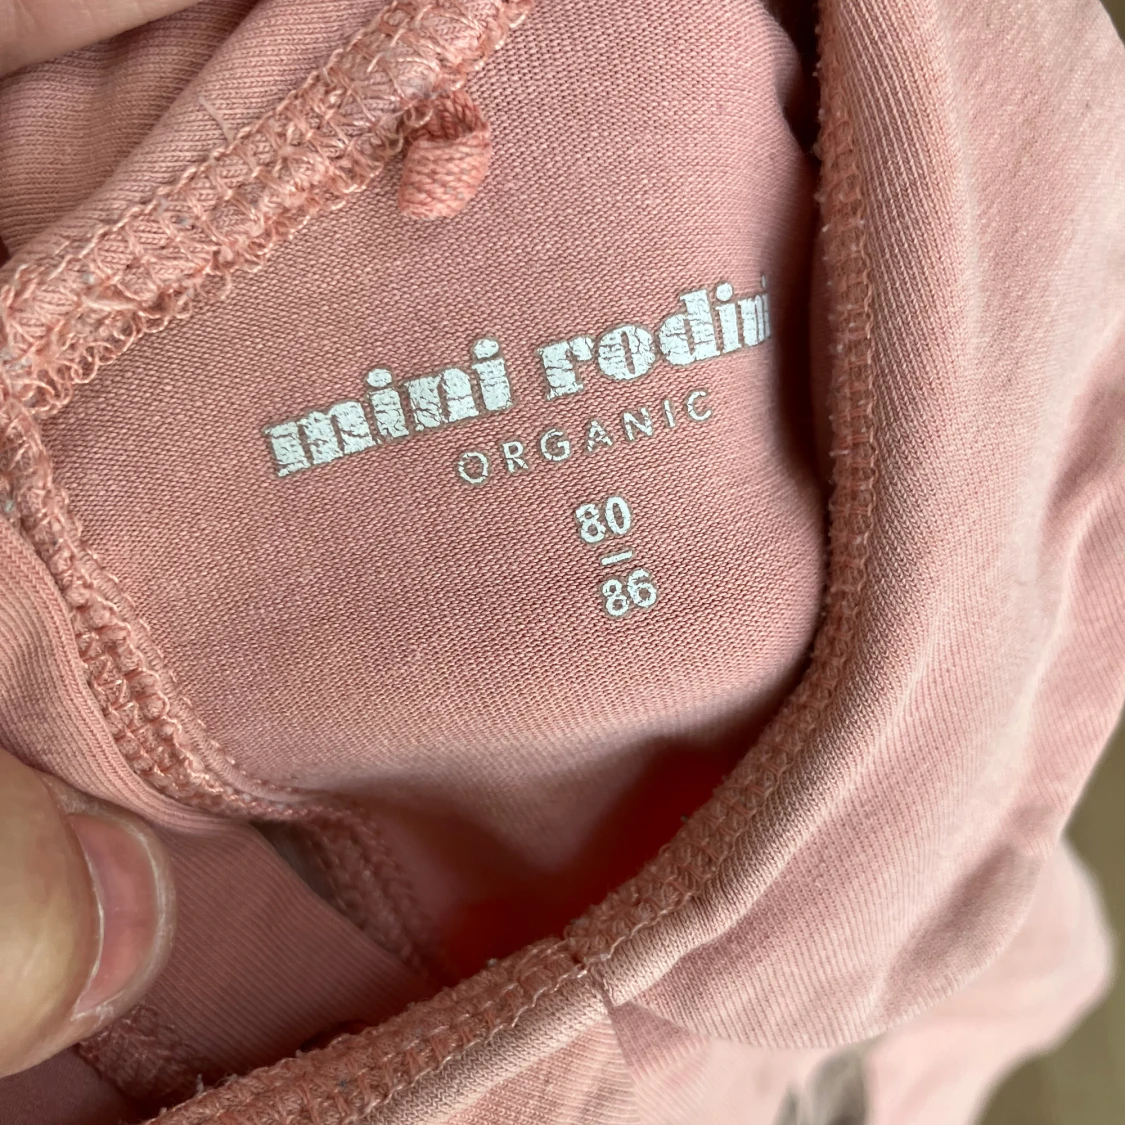 mini rodini
ORGANIC
80
—
86